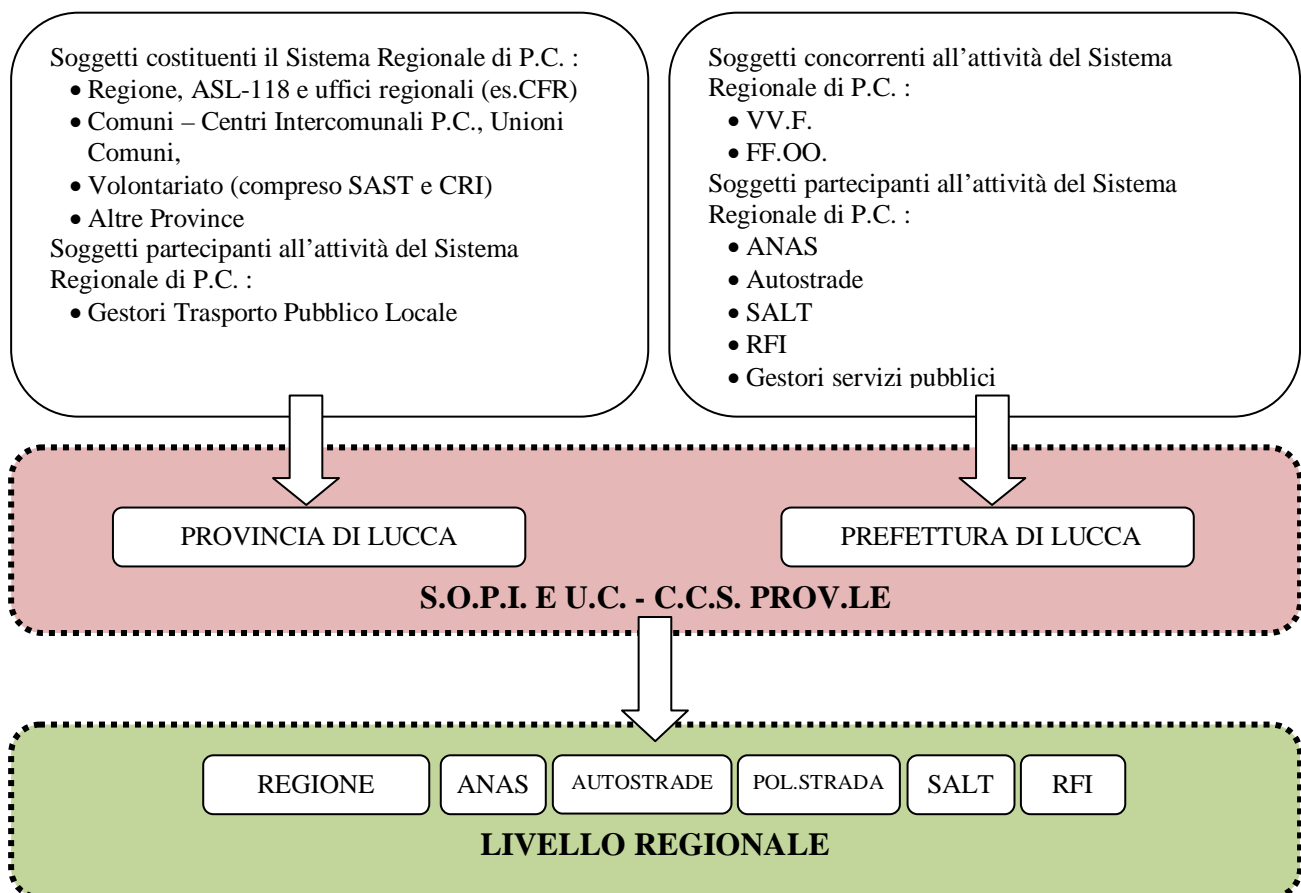 Soggetti costituenti il Sistema Regionale di P.C. :
• Regione, ASL-118 e uffici regionali (es.CFR)
• Comuni – Centri Intercomunali P.C., Unioni
Comuni,
• Volontariato (compreso SAST e CRI)
• Altre Province
Soggetti partecipanti all’attività del Sistema
Regionale di P.C. :
• Gestori Trasporto Pubblico Locale
Soggetti concorrenti all’attività del Sistema
Regionale di P.C. :
• VV.F.
• FF.OO.
Soggetti partecipanti all’attività del Sistema
Regionale di P.C. :
• ANAS
• Autostrade
• SALT
• RFI
• Gestori servizi pubblici
PROVINCIA DI LUCCA
PREFETTURA DI LUCCA
S.O.P.I. E U.C. - C.C.S. PROV.LE
REGIONE
ANAS
AUTOSTRADE
POL.STRADA
SALT
RFI
LIVELLO REGIONALE